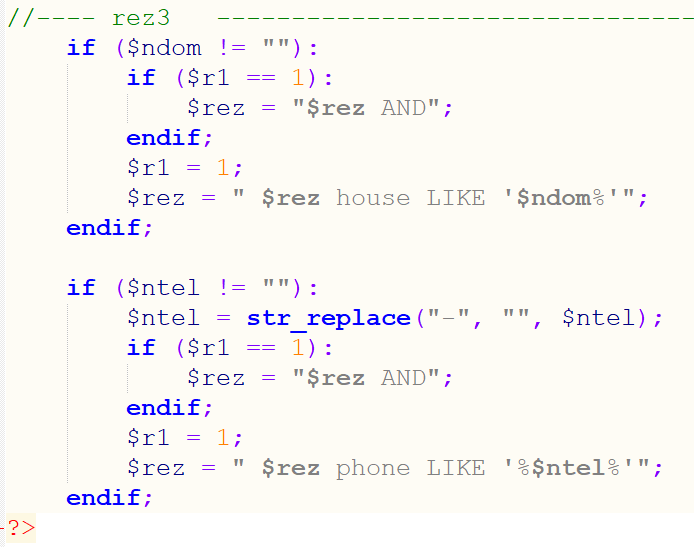 //---- rez3   --------------------------------
    if ($ndom != ""):
        if ($r1 == 1):
            $rez = "$rez AND";
        endif;
        $r1 = 1;
        $rez = " $rez house LIKE '$ndom%'";
    endif;

    if ($ntel != ""):
        $ntel = str_replace("-", "", $ntel);
        if ($r1 == 1):
            $rez = "$rez AND";
        endif;
        $r1 = 1;
        $rez = " $rez phone LIKE '%$ntel%'";
    endif;
?>